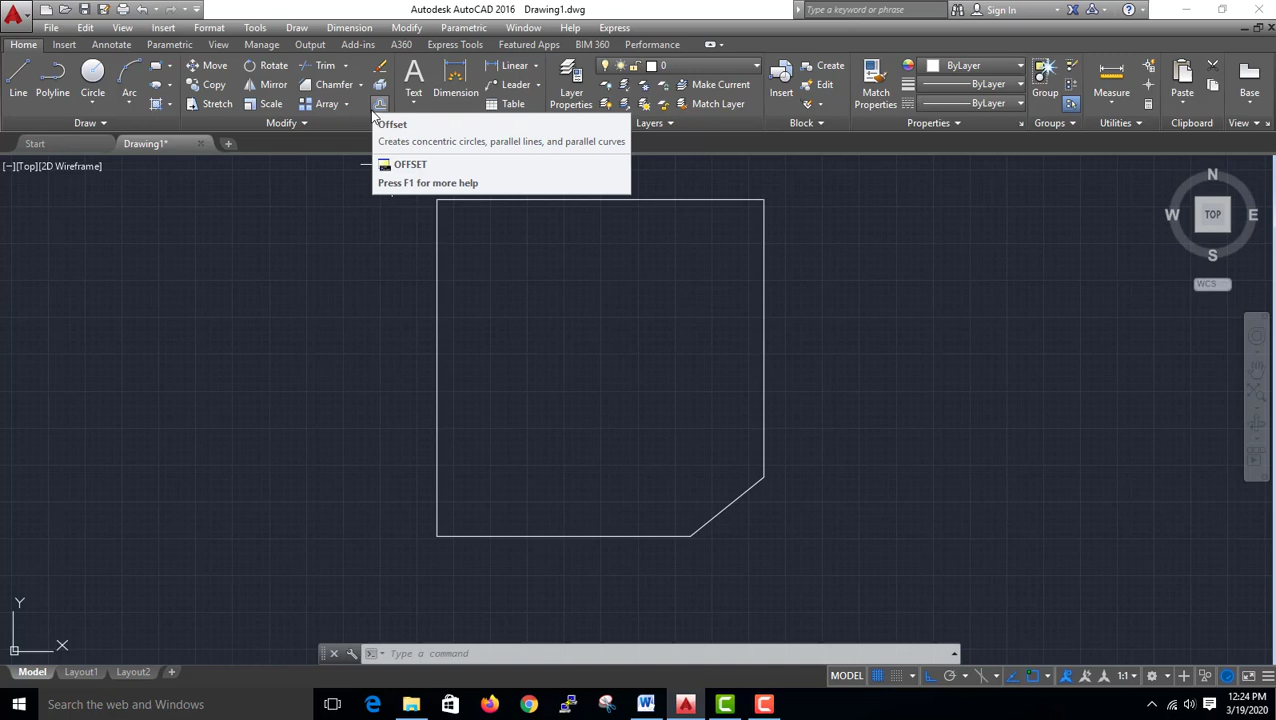 Autodesk AutoCAD 2016 Drawing1.dwg
Type a keyword or phrase
Sign In
File Edit View Insert Format Tools Draw Dimension Modify Parametric Window Help Express
Home Insert Annotate Parametric View Manage Output Add-ins A360 Express Tools Featured Apps BIM 360 Performance
Line Polyline Circle Arc
Move Rotate Trim
Copy Mirror Chamfer
Stretch Scale Array
Text Dimension
Linear
Leader
Table
Layer
Properties
0
Make Current
Match Layer
Insert
Create
Edit
Match
Properties
ByLayer
ByLayer
ByLayer
Group
Measure
Paste
Base
Draw Modify Layers Block Properties Groups Utilities Clipboard View
Offset
Creates concentric circles, parallel lines, and parallel curves
OFFSET
Press F1 for more help
Start Drawing1*
[−][Top][2D Wireframe]
N
W TOP E
S
WCS
Y
X
Type a command
Model Layout1 Layout2
MODEL 1:1
Search the web and Windows
12:24 PM
3/19/2020